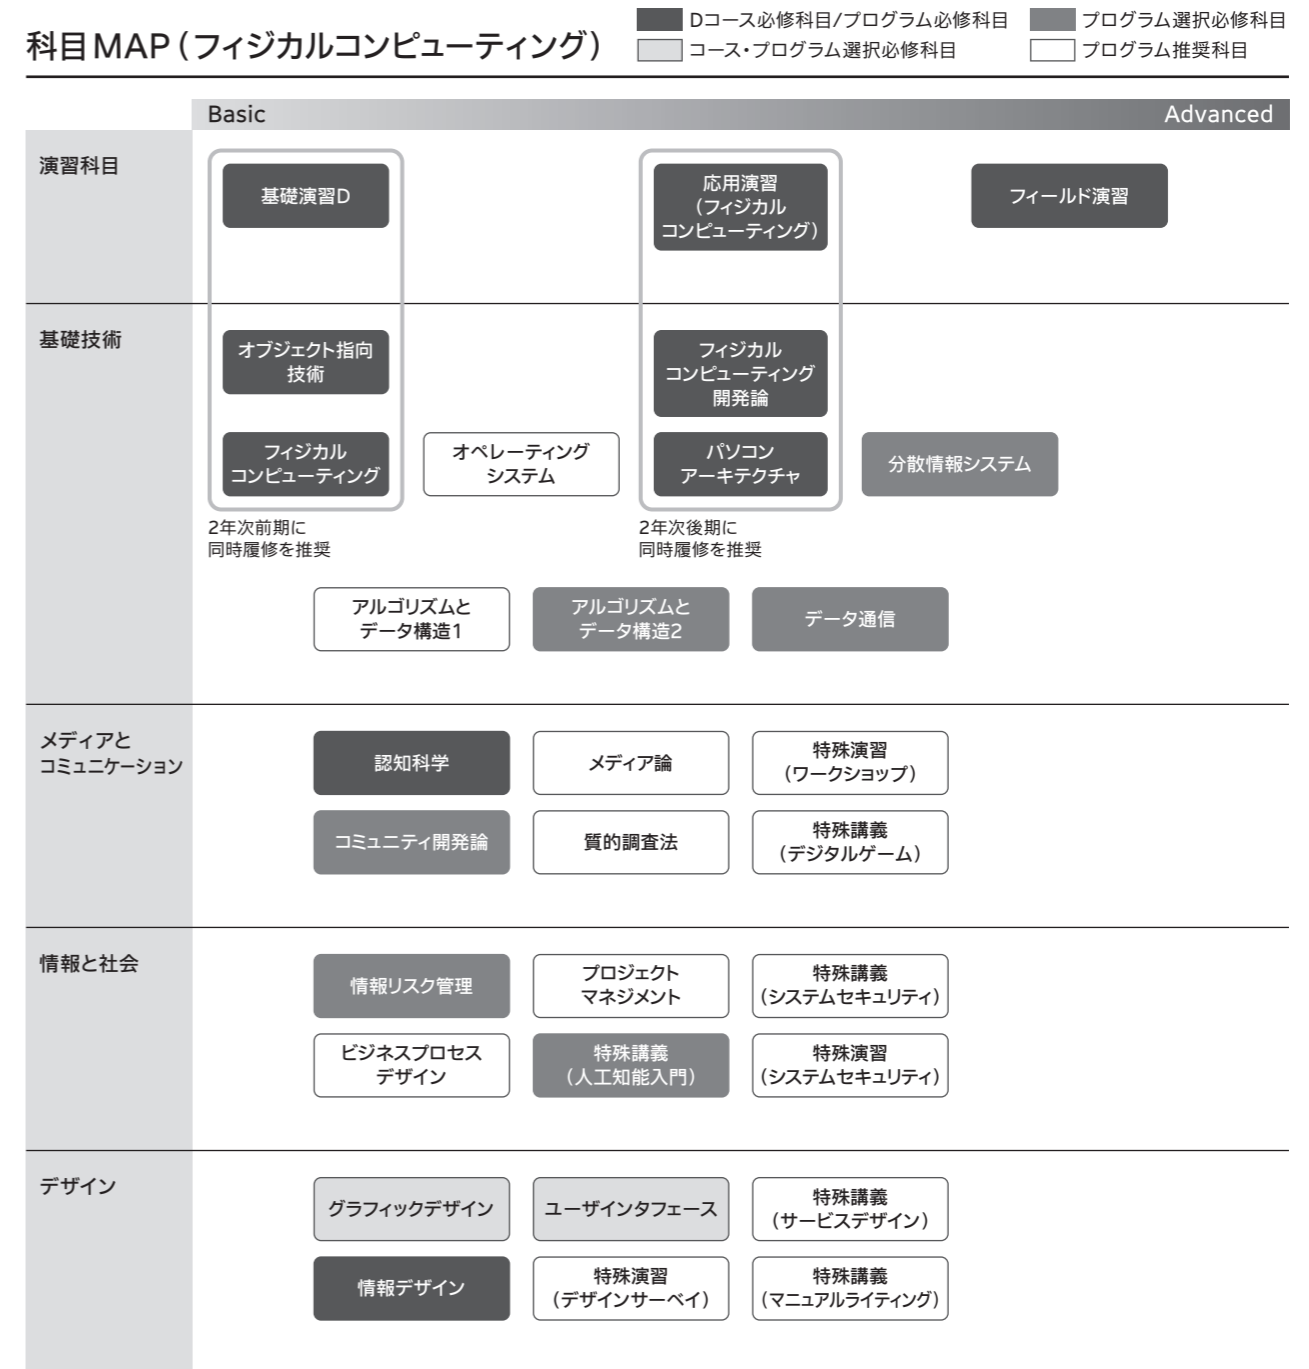 科目MAP（フィジカルコンピューティング）
Dコース必修科目/プログラム必修科目
プログラム選択必修科目
コース・プログラム選択必修科目
プログラム推奨科目
Basic
Advanced
演習科目
基礎演習D
応用演習
（フィジカル
コンピューティング）
フィールド演習
基礎技術
オブジェクト指向
技術
フィジカル
コンピューティング
開発論
フィジカル
コンピューティング
オペレーティング
システム
パソコン
アーキテクチャ
分散情報システム
2年次前期に
同時履修を推奨
2年次後期に
同時履修を推奨
アルゴリズムと
データ構造1
アルゴリズムと
データ構造2
データ通信
メディアと
コミュニケーション
認知科学
メディア論
特殊演習
（ワークショップ）
コミュニティ開発論
質的調査法
特殊講義
（デジタルゲーム）
情報と社会
情報リスク管理
プロジェクト
マネジメント
特殊講義
（システムセキュリティ）
ビジネスプロセス
デザイン
特殊講義
（人工知能入門）
特殊演習
（システムセキュリティ）
デザイン
グラフィックデザイン
ユーザインタフェース
特殊講義
（サービスデザイン）
情報デザイン
特殊演習
（デザインサーベイ）
特殊講義
（マニュアルライティング）